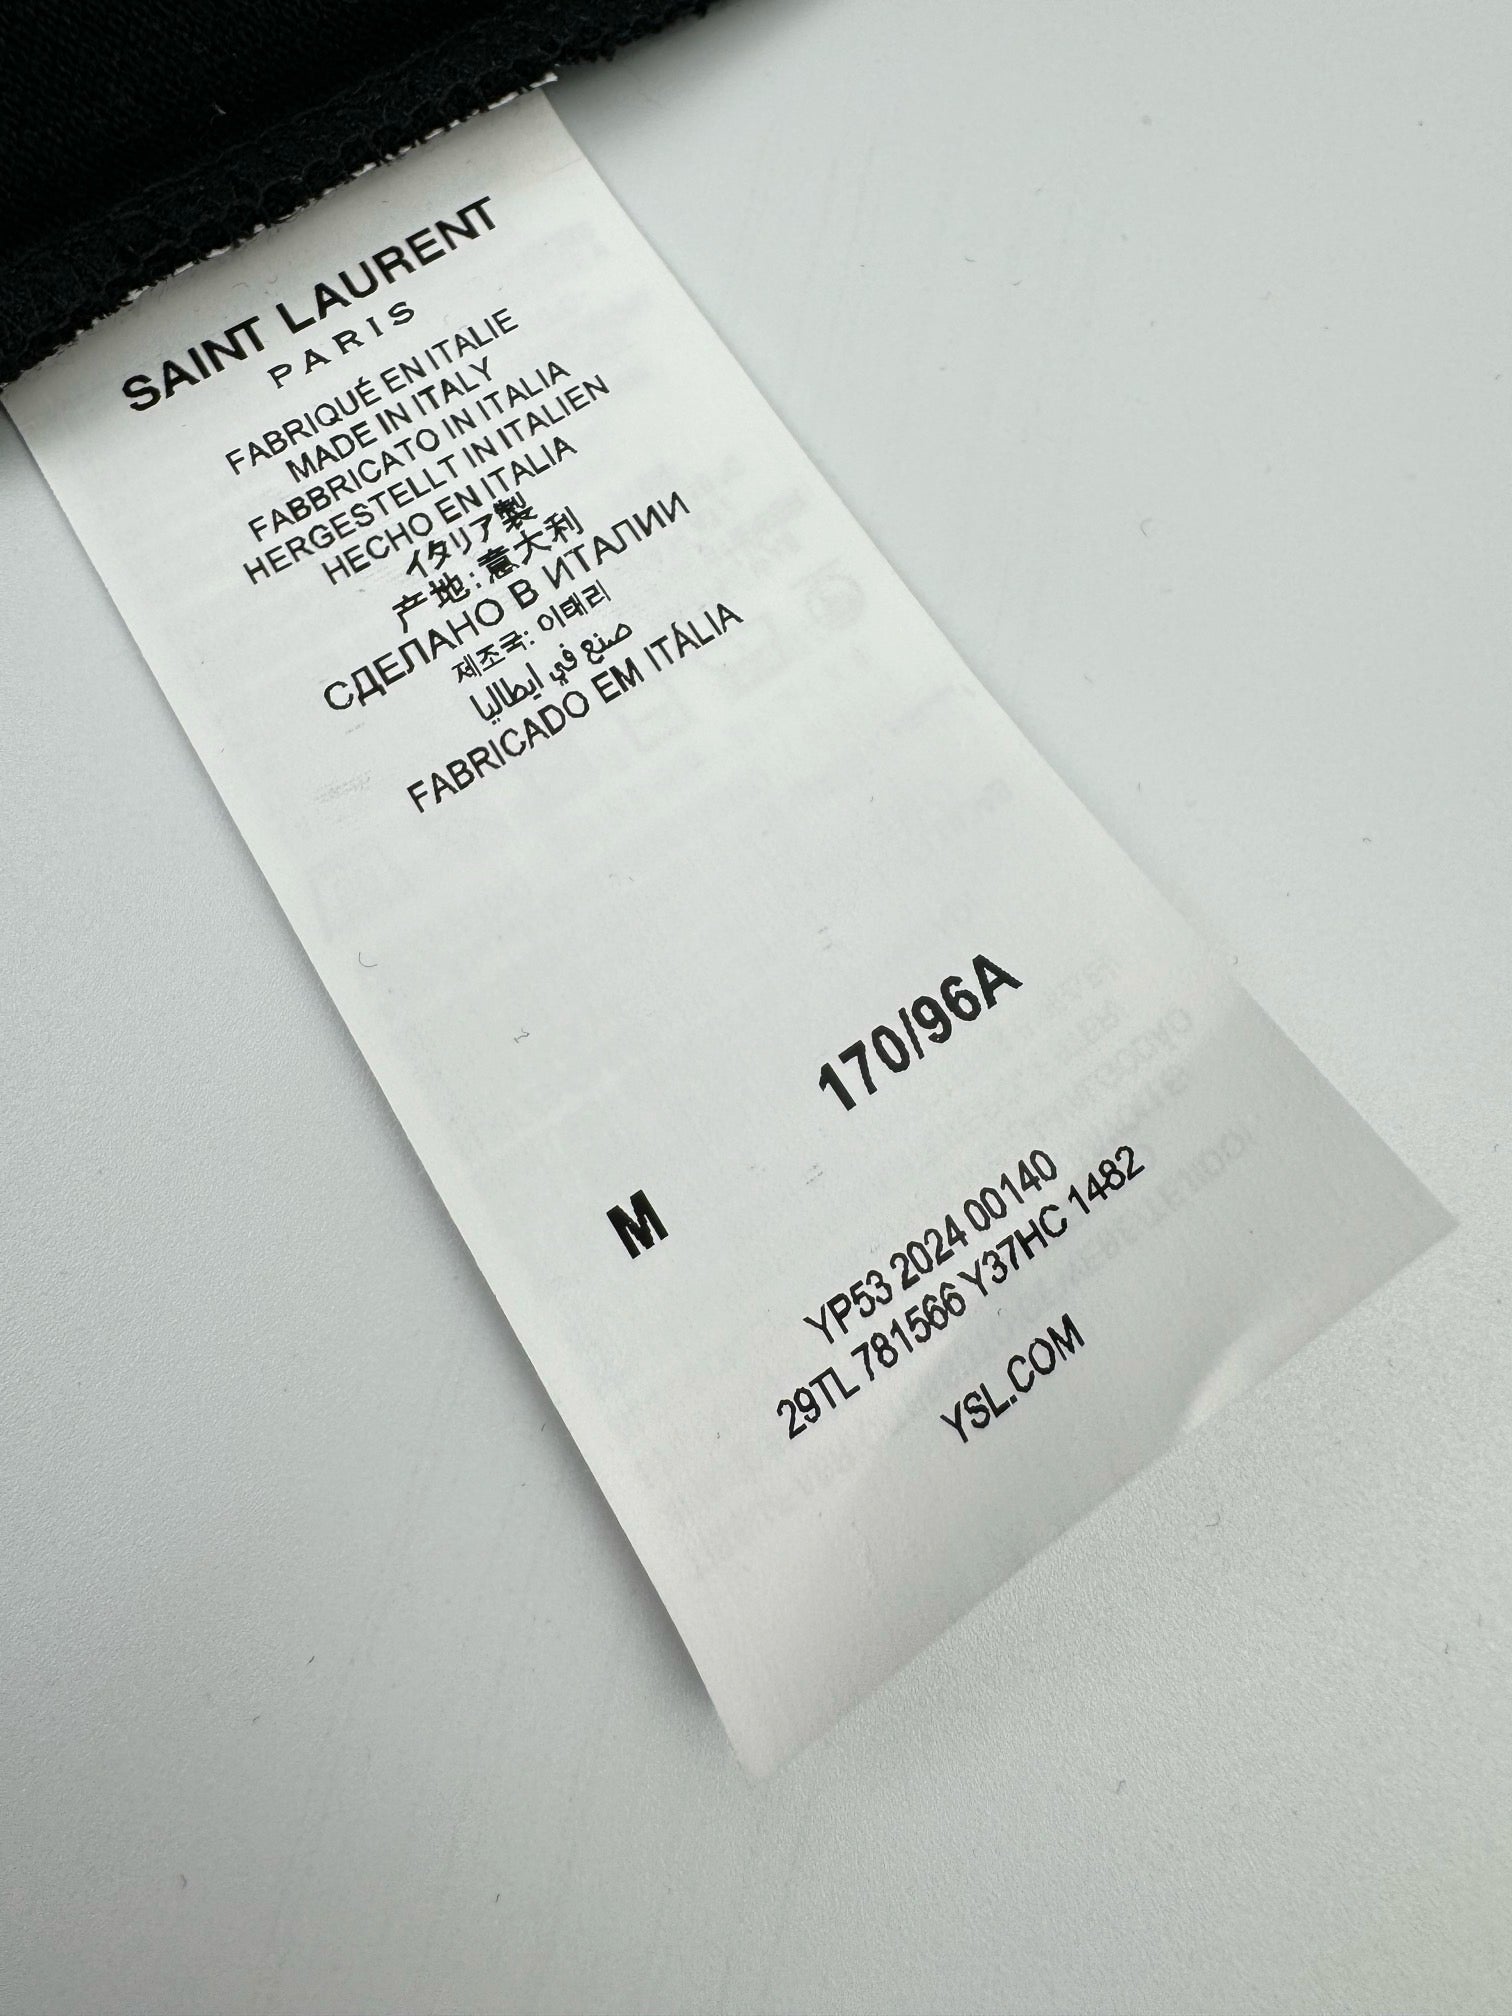 SAINT LAURENT
PARIS
FABRIQUÉ EN ITALIE
MADE IN ITALY
FABBRICATO IN ITALIA
HERGESTELLT IN ITALIEN
HECHO EN ITALIA
イタリア製
产地:意大利
СДЕЛАНО В ИТАЛИИ
제조국: 이태리
صنع في ايطاليا
FABRICADO EM ITÁLIA
170/96A
M
YP53 2024 00140
29TL 781566 Y37HC 1482
YSL.COM